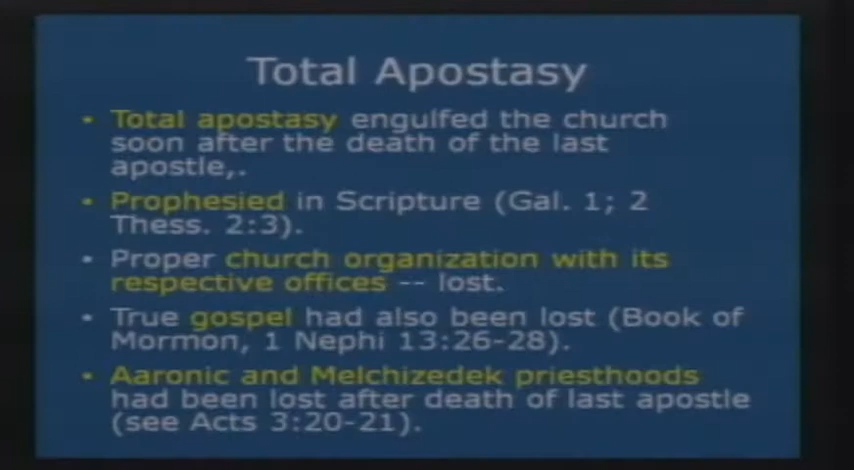 Total Apostasy
• Total apostasy engulfed the church
soon after the death of the last
apostle,.
• Prophesied in Scripture (Gal. 1; 2
Thess. 2:3).
• Proper church organization with its
respective offices -- lost.
• True gospel had also been lost (Book of
Mormon, 1 Nephi 13:26-28).
• Aaronic and Melchizedek priesthoods
had been lost after death of last apostle
(see Acts 3:20-21).